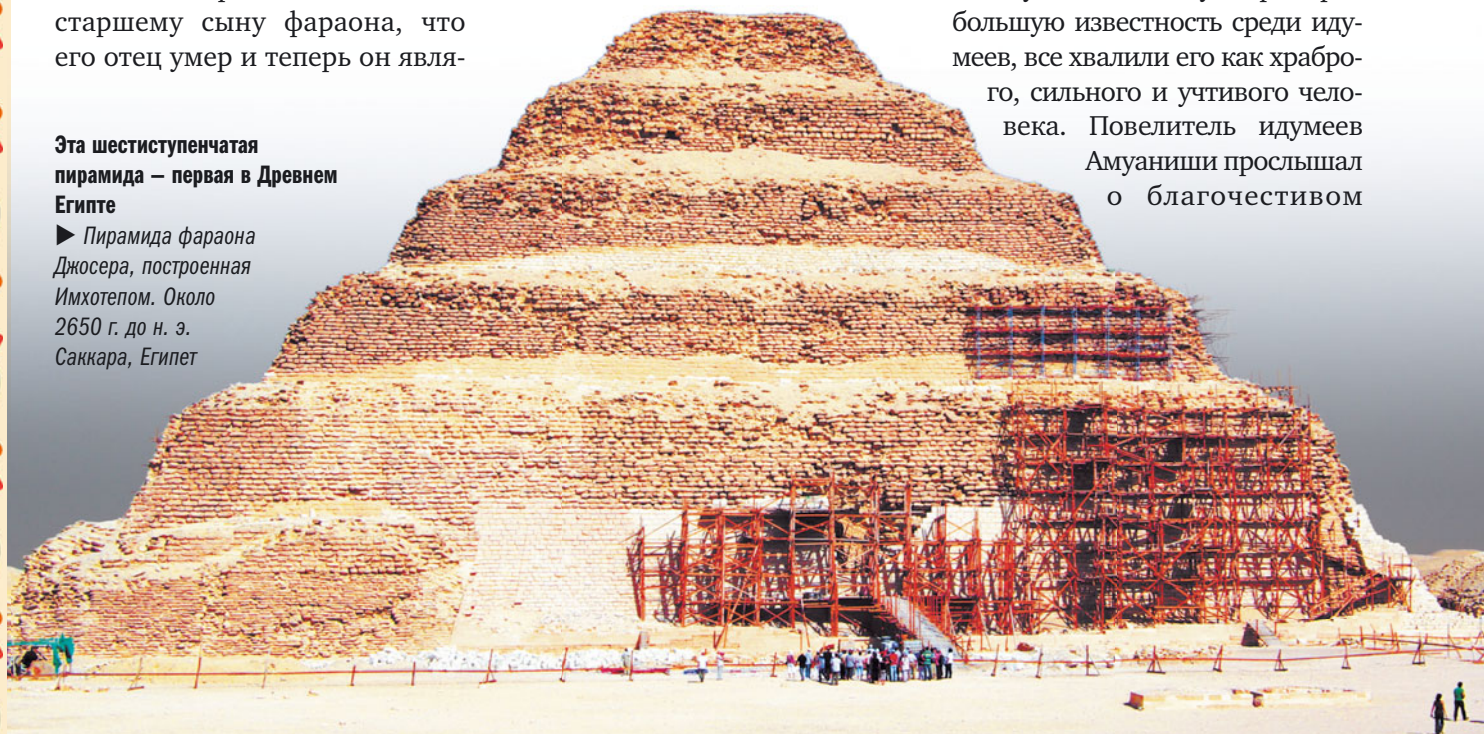 старшему сыну фараона, что
его отец умер и теперь он явля-
Эта шестиступенчатая
пирамида – первая в Древнем
Египте
▶ Пирамида фараона
Джосера, построенная
Имхотепом. Около
2650 г. до н. э.
Саккара, Египет
большую известность среди иду-
меев, все хвалили его как храбро-
го, сильного и учтивого чело-
века. Повелитель идумеев
Амуаниши прослышал
о благочестивом